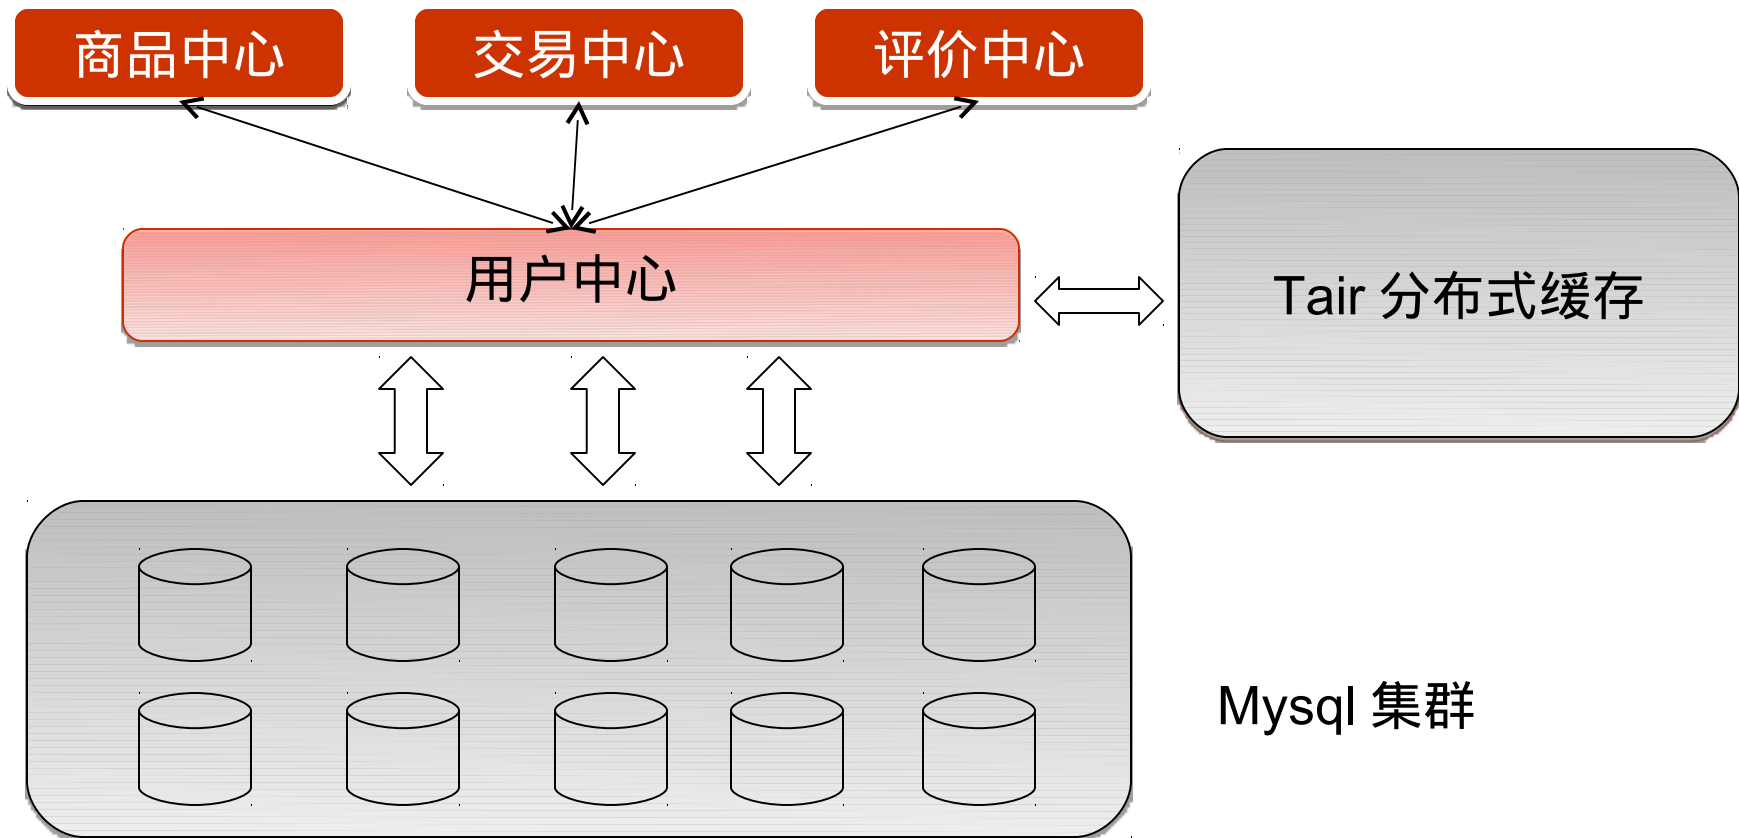 商品中心
交易中心
评价中心
用户中心
Tair 分布式缓存
Mysql 集群